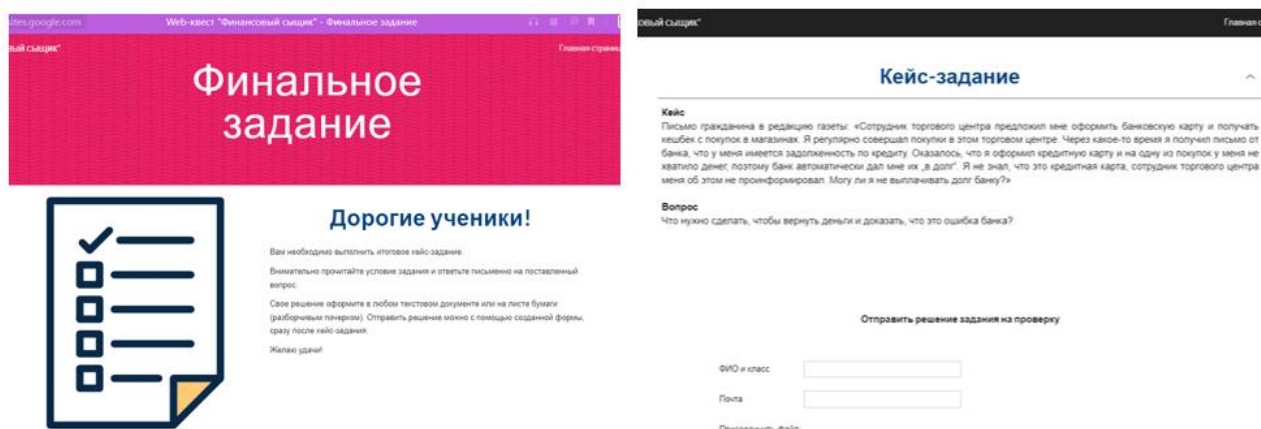 sites.google.com
Web-квест "Финансовый сыщик" - Финальное задание
сыщик"
Главная
Финальное
задание
Дорогие ученики!
Вам необходимо выполнить итоговое кейс-задание.
Внимательно прочитайте условие задания и ответьте письменно на поставленный
вопрос.
Свое решение оформите в любом текстовом документе или на листе бумаги
(разборчивым почерком). Отправить решение можно с помощью созданной формы,
сразу после кейс-задания.
Желаю удачи!
сыщик"
Главная
Кейс-задание
Кейс
Письмо гражданина в редакцию газеты: «Сотрудник торгового центра предложил мне оформить банковскую карту и получать
кешбек с покупок в магазинах. Я регулярно совершал покупки в этом торговом центре. Через какое-то время я получил письмо от
банка, что у меня имеется задолженность по кредиту. Оказалось, что я оформил кредитную карту и на одну из покупок у меня не
хватило денег, поэтому банк автоматически дал мне их „в долг". Я не знал, что это кредитная карта, сотрудник торгового центра
меня об этом не проинформировал. Могу ли я не выплачивать долг банку?»
Вопрос
Что нужно сделать, чтобы вернуть деньги и доказать, что это ошибка банка?
Отправить решение задания на проверку
ФИО и класс
Почта